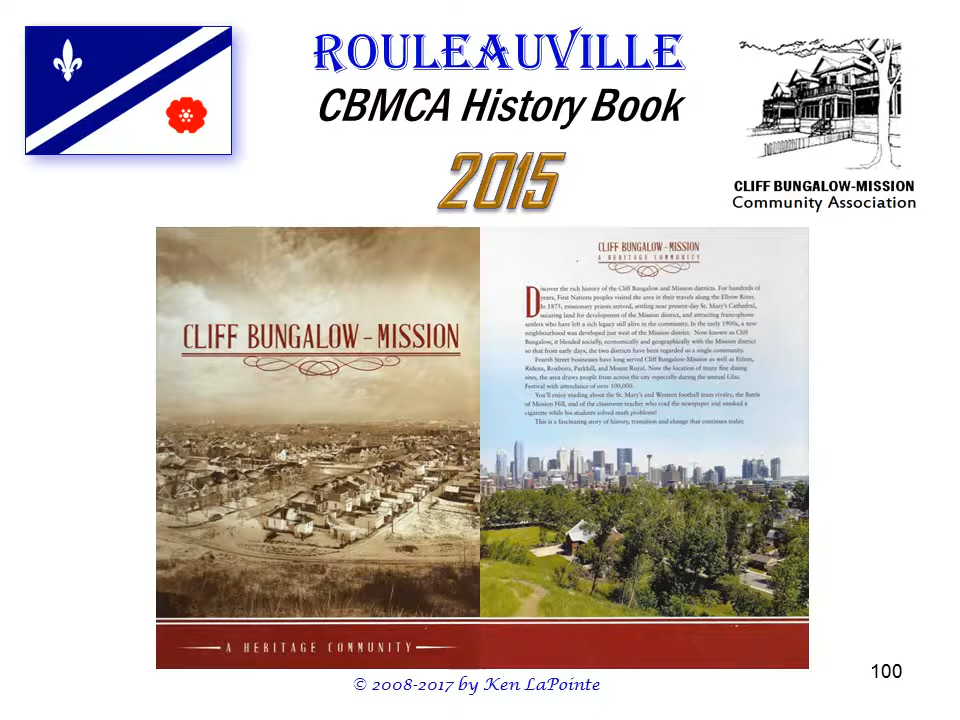 ROULEAUVILLE
CBMCA History Book
2015
CLIFF BUNGALOW-MISSION
Community Association
CLIFF BUNGALOW – MISSION
A HERITAGE COMMUNITY
CLIFF BUNGALOW – MISSION
A HERITAGE COMMUNITY
Discover the rich history of the Cliff Bungalow and Mission districts. For hundreds of
years, First Nations peoples visited the area in their travels along the Elbow River.
In 1875, missionary priests arrived, settling near present-day St. Mary's Cathedral,
securing land for development of the Mission district, and attracting francophone
settlers who have left a rich legacy still alive in the community. In the early 1900s, a new
neighbourhood was developed just west of the Mission district. Now known as Cliff
Bungalow, it blended socially, economically and geographically with the Mission district
so that from early days, the two districts have been regarded as a single community.
Fourth Street businesses have long served Cliff Bungalow-Mission as well as Erlton,
Rideau, Roxboro, Parkhill, and Mount Royal. Now the location of many fine dining
sites, the area draws people from across the city especially during the annual Lilac
Festival with attendance of over 100,000.
You'll enjoy reading about the St. Mary's and Western football team rivalry, the Battle
of Mission Hill, and of the classroom teacher who read the newspaper and smoked a
cigarette while his students solved math problems!
This is a fascinating story of history, transition and change that continues today.
© 2008-2017 by Ken LaPointe
100